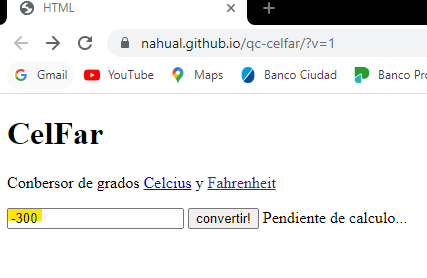 HTML
nahual.github.io/qc-celfar/?v=1
Gmail YouTube Maps Banco Ciudad Banco Pro
CelFar
Conbersor de grados Celcius y Fahrenheit
-300 convertir! Pendiente de calculo...